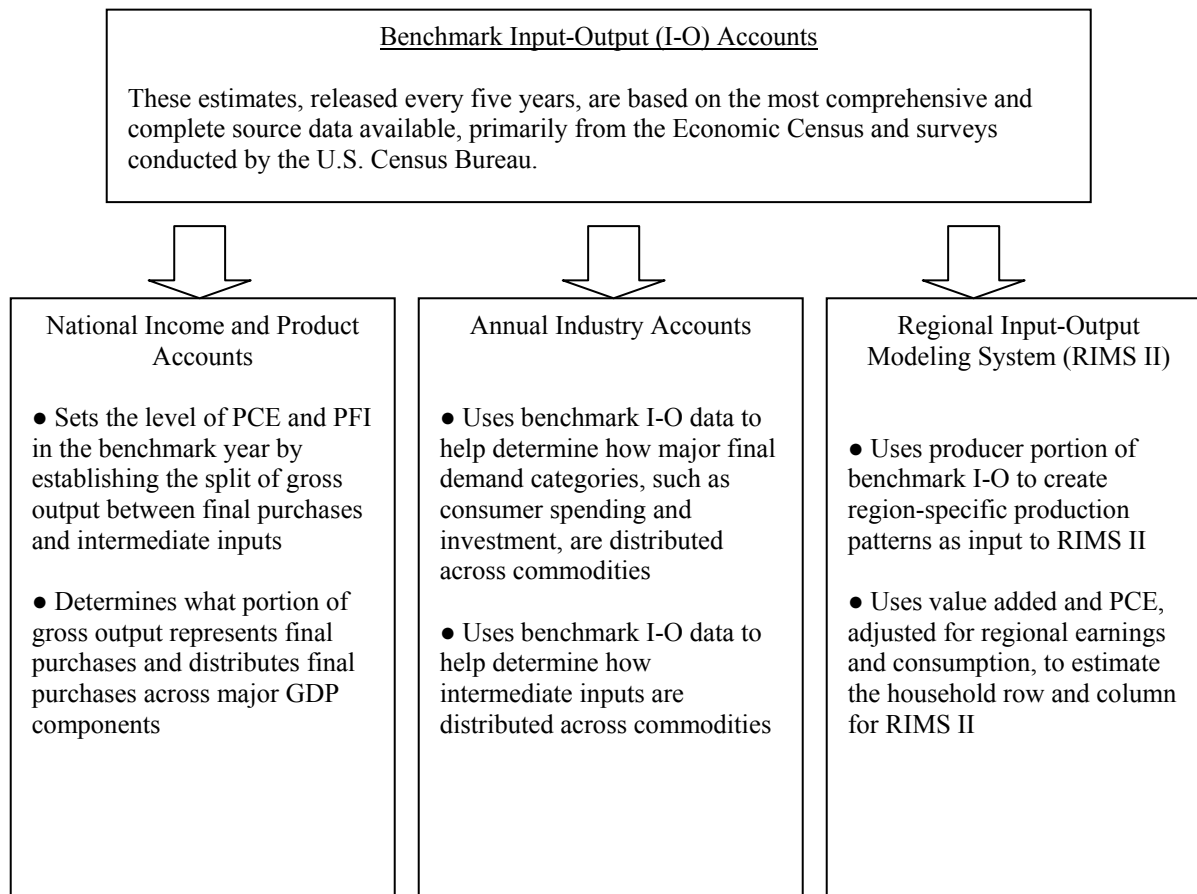 Benchmark Input-Output (I-O) Accounts
These estimates, released every five years, are based on the most comprehensive and
complete source data available, primarily from the Economic Census and surveys
conducted by the U.S. Census Bureau.
National Income and Product
Accounts
● Sets the level of PCE and PFI
in the benchmark year by
establishing the split of gross
output between final purchases
and intermediate inputs
● Determines what portion of
gross output represents final
purchases and distributes final
purchases across major GDP
components
Annual Industry Accounts
● Uses benchmark I-O data to
help determine how major final
demand categories, such as
consumer spending and
investment, are distributed
across commodities
● Uses benchmark I-O data to
help determine how
intermediate inputs are
distributed across commodities
Regional Input-Output
Modeling System (RIMS II)
● Uses producer portion of
benchmark I-O to create
region-specific production
patterns as input to RIMS II
● Uses value added and PCE,
adjusted for regional earnings
and consumption, to estimate
the household row and column
for RIMS II